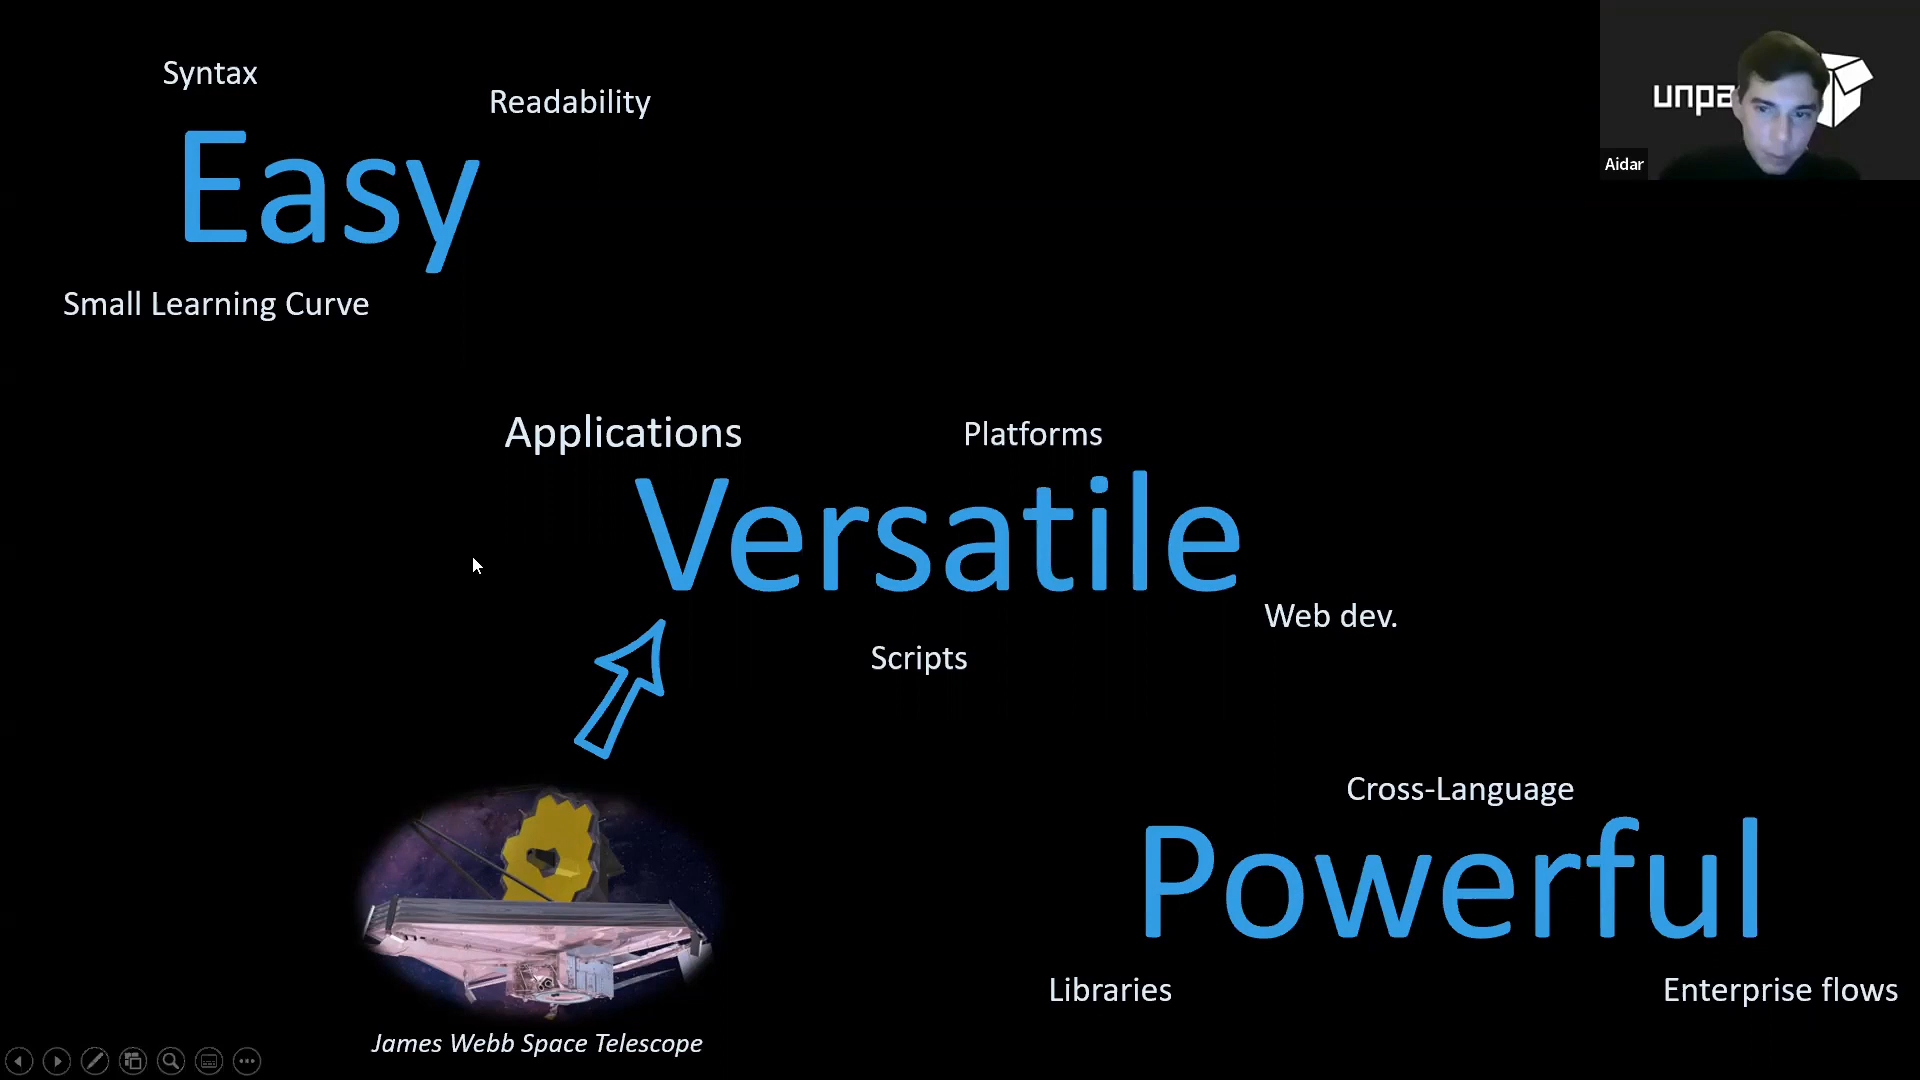 Syntax
Readability
Easy
Small Learning Curve
unpa
Aidar
Applications
Platforms
Versatile
Web dev.
Scripts
Cross-Language
Powerful
Libraries
Enterprise flows
James Webb Space Telescope